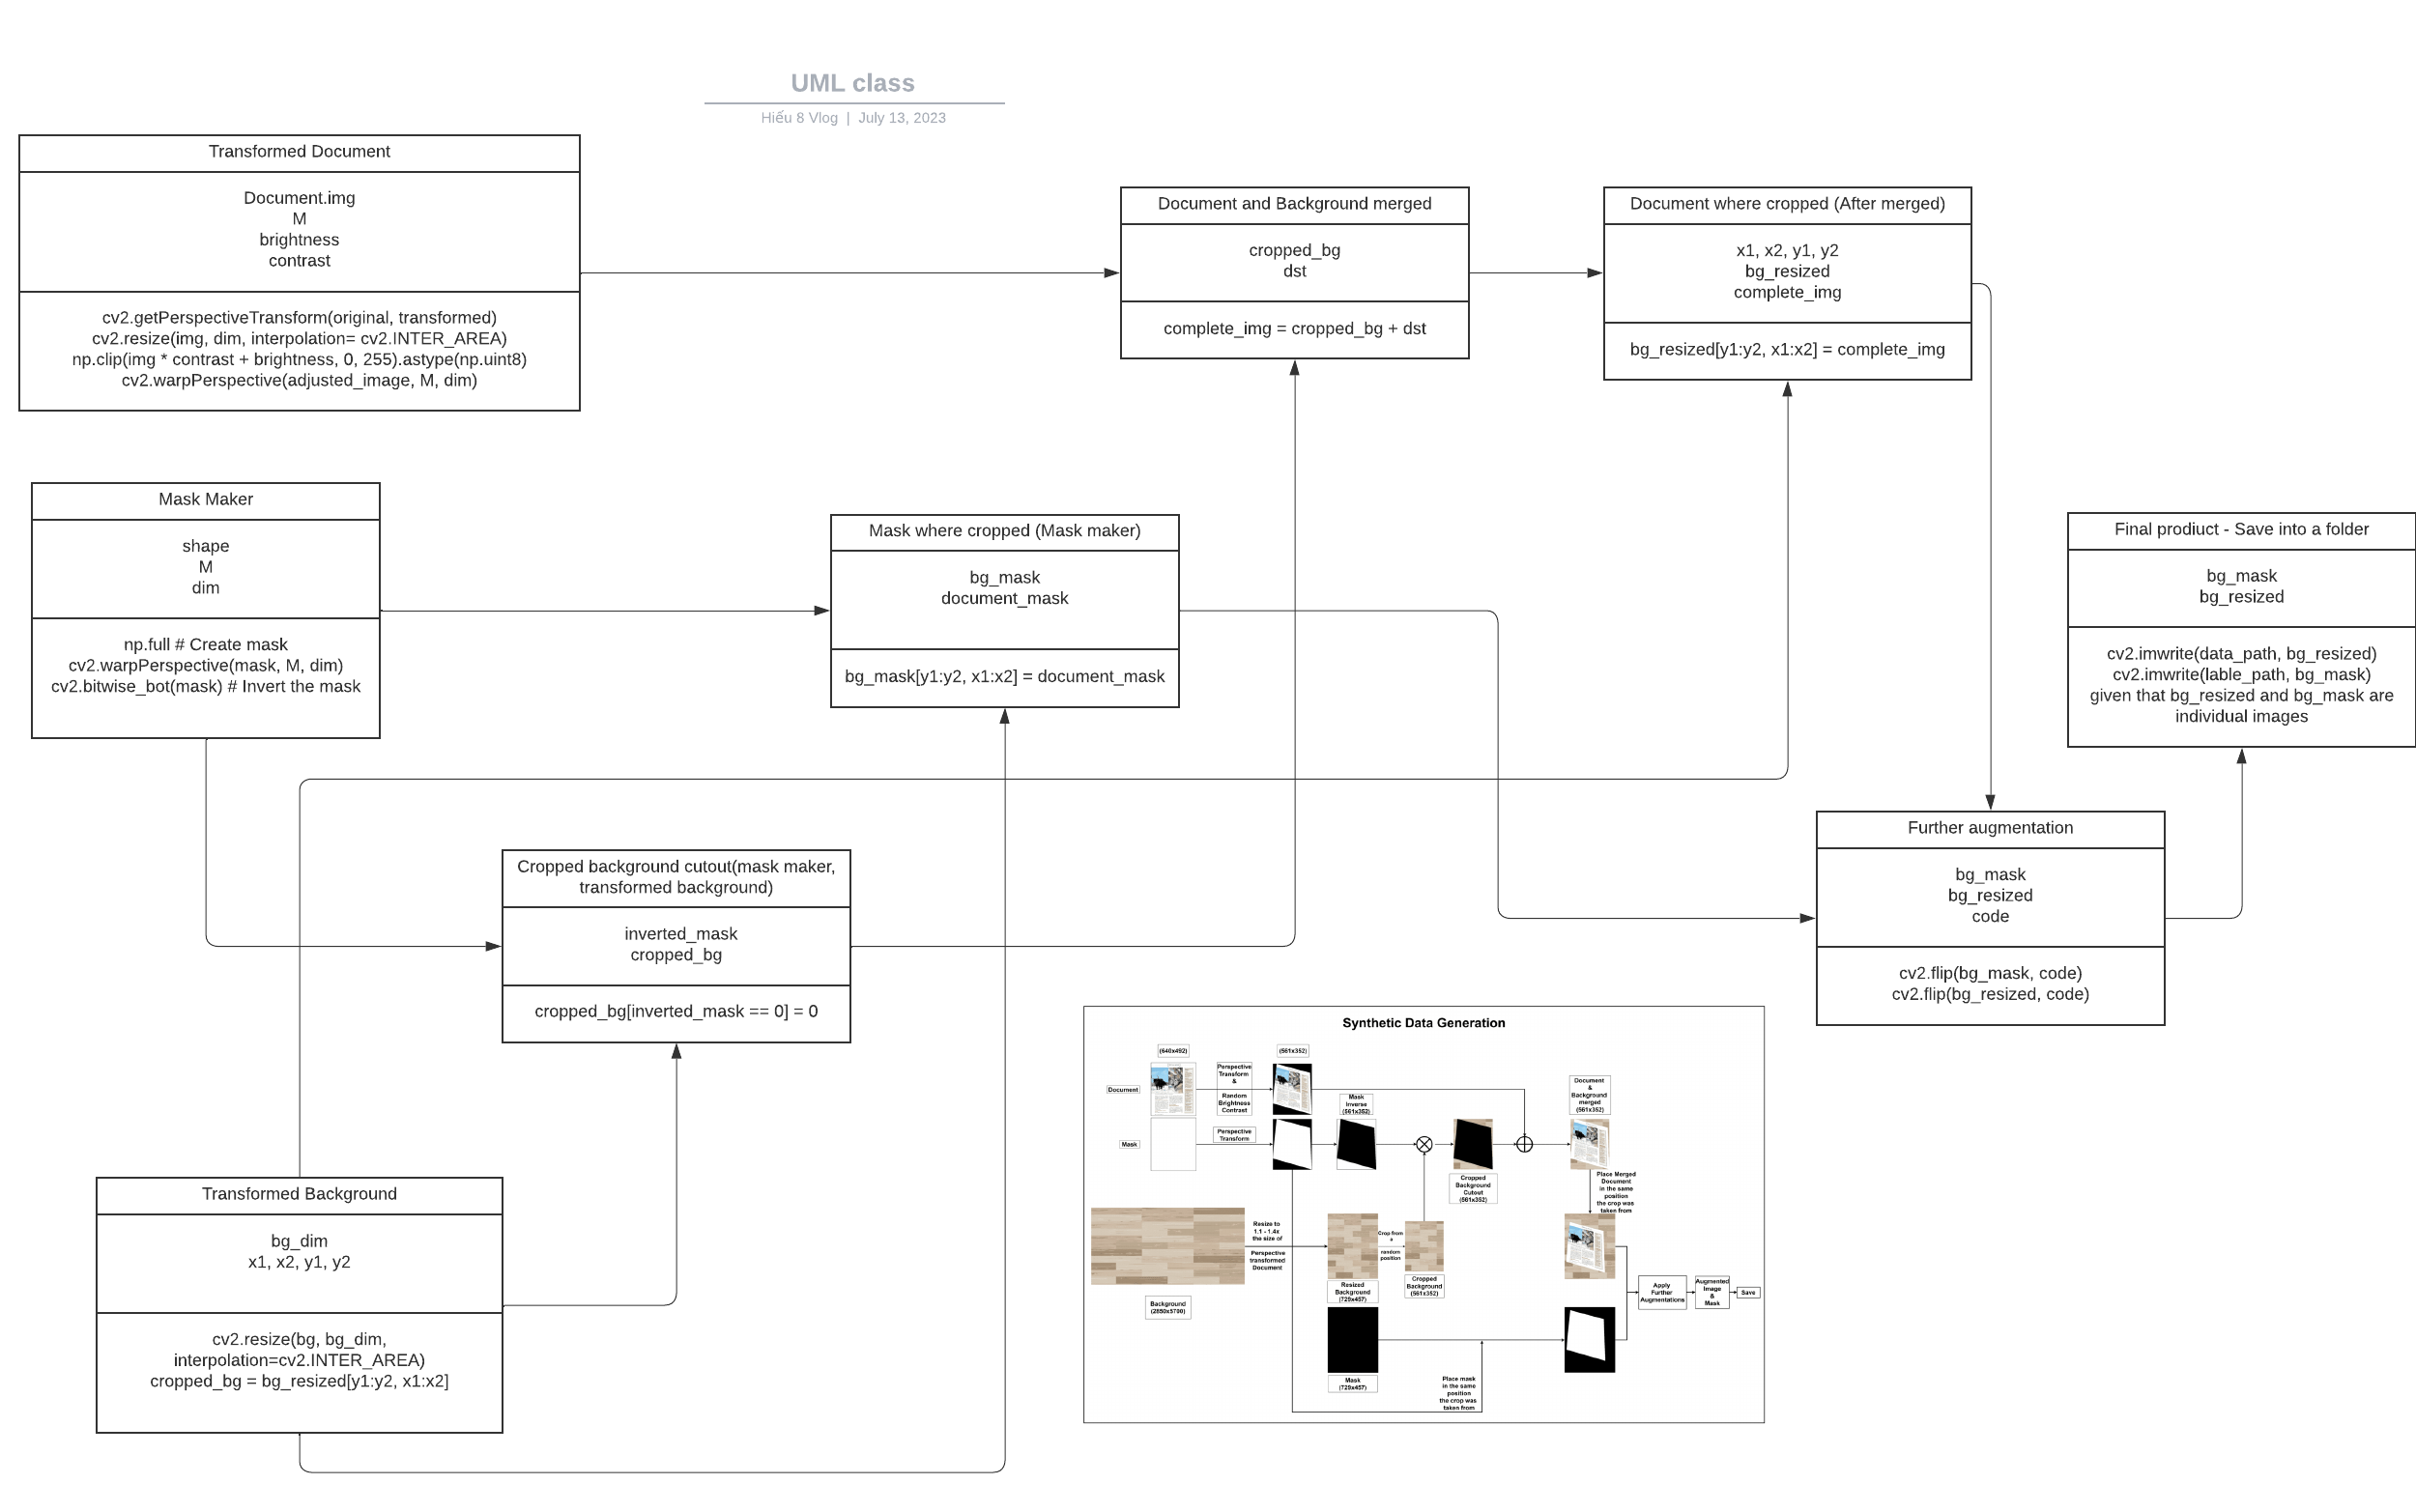 UML class
Hiếu 8 Vlog | July 13, 2023
Transformed Document
Document.img
M
brightness
contrast
cv2.getPerspectiveTransform(original, transformed)
cv2.resize(img, dim, interpolation= cv2.INTER_AREA)
np.clip(img * contrast + brightness, 0, 255).astype(np.uint8)
cv2.warpPerspective(adjusted_image, M, dim)
Document and Background merged
cropped_bg
dst
complete_img = cropped_bg + dst
Document where cropped (After merged)
x1, x2, y1, y2
bg_resized
complete_img
bg_resized[y1:y2, x1:x2] = complete_img
Mask Maker
shape
M
dim
np.full # Create mask
cv2.warpPerspective(mask, M, dim)
cv2.bitwise_bot(mask) # Invert the mask
Mask where cropped (Mask maker)
bg_mask
document_mask
bg_mask[y1:y2, x1:x2] = document_mask
Final prodiuct - Save into a folder
bg_mask
bg_resized
cv2.imwrite(data_path, bg_resized)
cv2.imwrite(lable_path, bg_mask)
given that bg_resized and bg_mask are
individual images
Cropped background cutout(mask maker,
transformed background)
inverted_mask
cropped_bg
cropped_bg[inverted_mask == 0] = 0
Further augmentation
bg_mask
bg_resized
code
cv2.flip(bg_mask, code)
cv2.flip(bg_resized, code)
Transformed Background
bg_dim
x1, x2, y1, y2
cv2.resize(bg, bg_dim,
interpolation=cv2.INTER_AREA)
cropped_bg = bg_resized[y1:y2, x1:x2]
Synthetic Data Generation
(640x492)
(561x352)
Document
Perspective
Transform
&
Random
Brightness
Contrast
Mask
Inverse
(561x352)
Document
&
Background
merged
(561x352)
Mask
Perspective
Transform
Cropped
Background
Cutout
(561x352)
Place Merged
Document
in the same
position
the crop was
taken from
Resize to
1.1 - 1.4x
the size of
Perspective
transformed
Document
Crop from
a
random
position
Background
(2850x5700)
Resized
Background
(729x457)
Cropped
Background
(561x352)
Apply
Further
Augmentations
Augmented
Image
&
Mask
Save
Mask
(729x457)
Place mask
in the same
position
the crop was
taken from